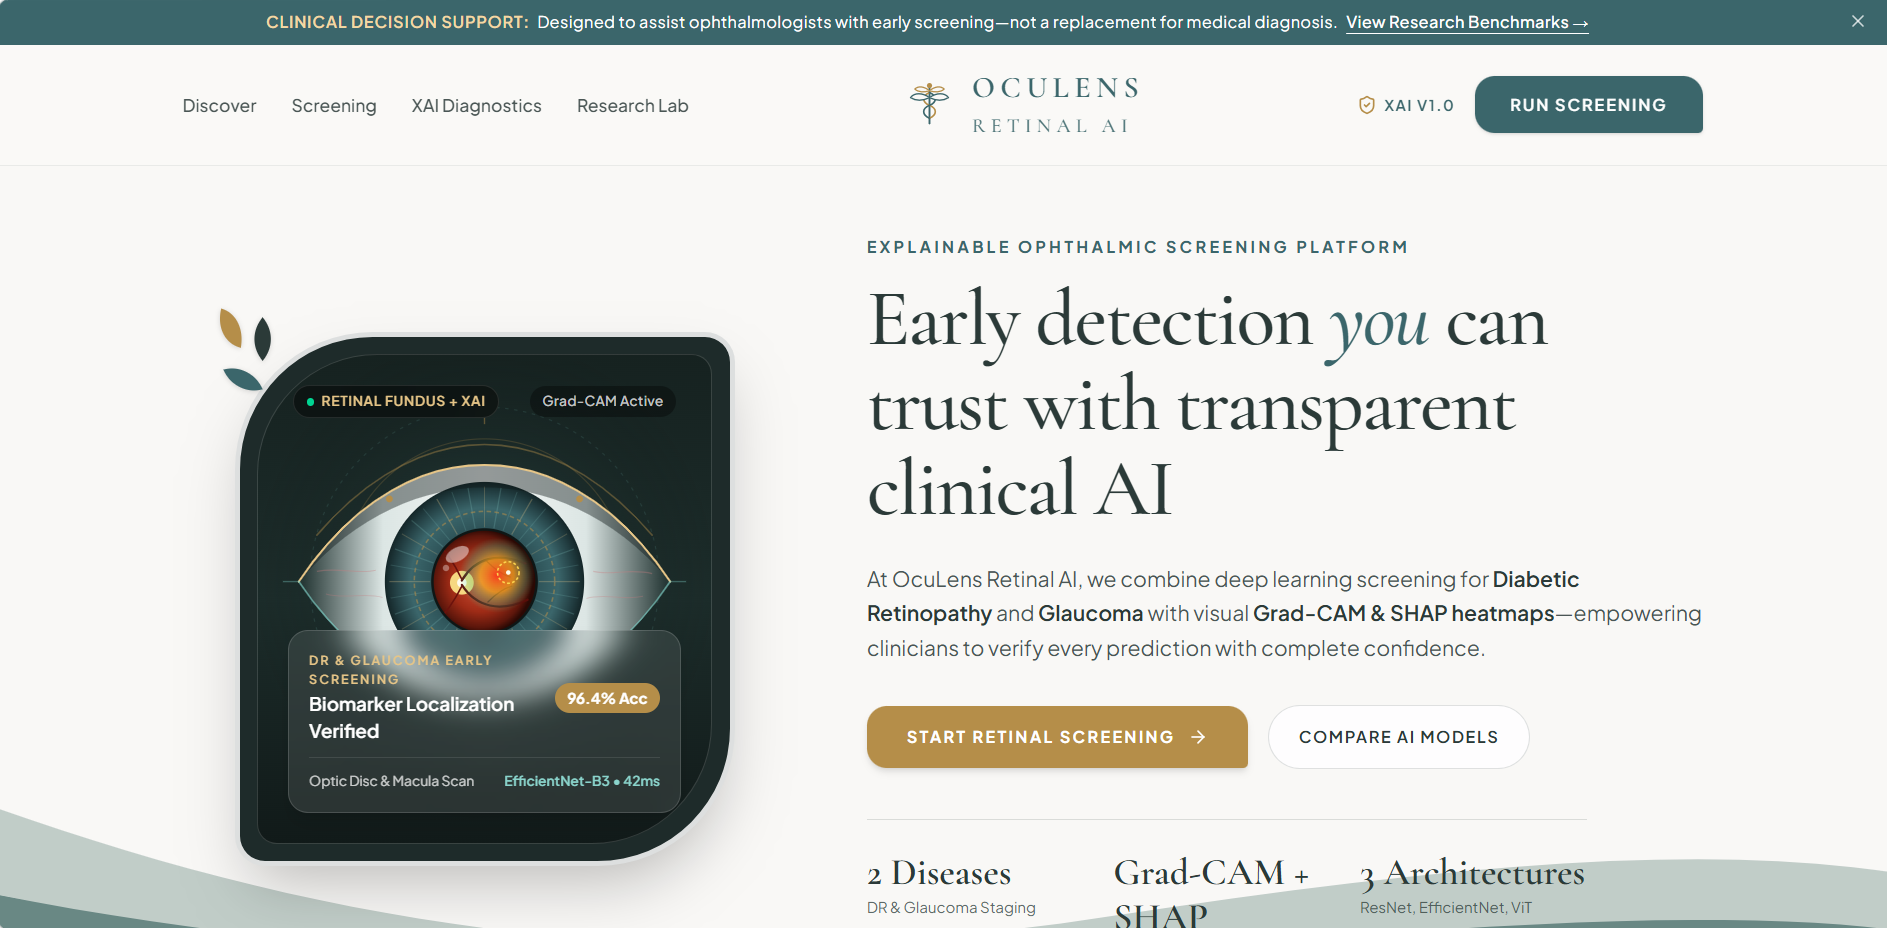 CLINICAL DECISION SUPPORT: Designed to assist ophthalmologists with early screening—not a replacement for medical diagnosis. View Research Benchmarks →
Discover Screening XAI Diagnostics Research Lab
OCULENS
RETINAL AI
XAI V1.0
RUN SCREENING
RETINAL FUNDUS + XAI
Grad-CAM Active
DR & GLAUCOMA EARLY
SCREENING
Biomarker Localization
Verified
96.4% Acc
Optic Disc & Macula Scan
EfficientNet-B3 • 42ms
EXPLAINABLE OPHTHALMIC SCREENING PLATFORM
Early detection you can
trust with transparent
clinical AI
At OcuLens Retinal AI, we combine deep learning screening for Diabetic
Retinopathy and Glaucoma with visual Grad-CAM & SHAP heatmaps—empowering
clinicians to verify every prediction with complete confidence.
START RETINAL SCREENING →
COMPARE AI MODELS
2 Diseases
DR & Glaucoma Staging
Grad-CAM +
SHAP
3 Architectures
ResNet, EfficientNet, ViT